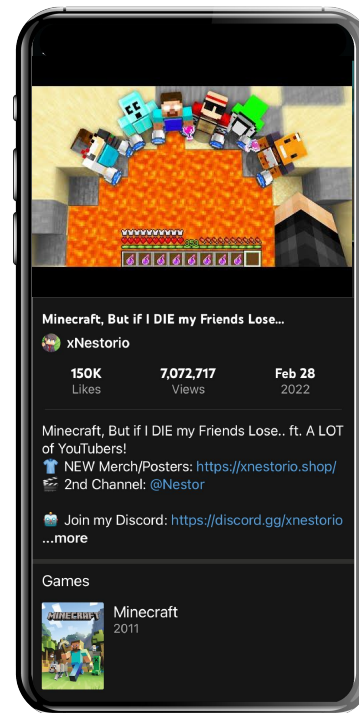 Minecraft, But if I DIE my Friends Lose...
xNestorio
150K
7,072,717
Feb 28
Likes
Views
2022
Minecraft, But if I DIE my Friends Lose.. ft. A LOT
of YouTubers!
👕 NEW Merch/Posters: https://xnestorio.shop/
🎬 2nd Channel: @Nestor
🤖 Join my Discord: https://discord.gg/xnestorio
...more
Games
MINECRAFT
Minecraft
2011